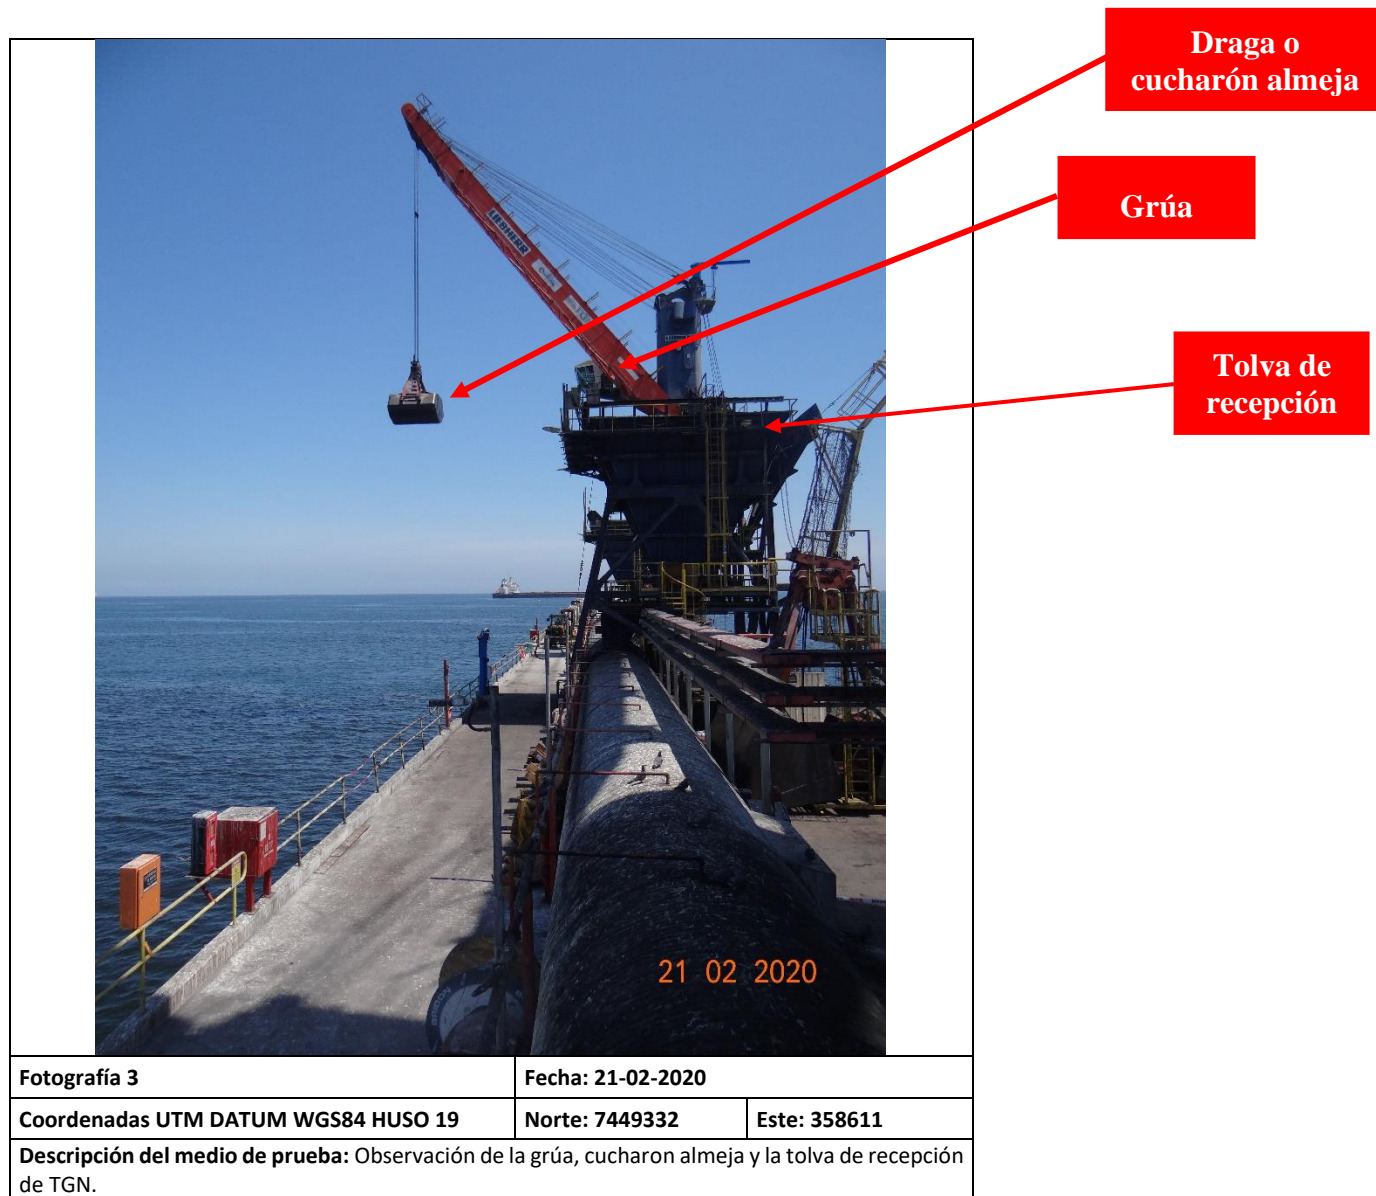 Draga o
cucharón almeja
Grúa
Tolva de
recepción
LIEBHERR
21 02 2020
Fotografía 3
Fecha: 21-02-2020
Coordenadas UTM DATUM WGS84 HUSO 19
Norte: 7449332
Este: 358611
Descripción del medio de prueba: Observación de la grúa, cucharon almeja y la tolva de recepción
de TGN.